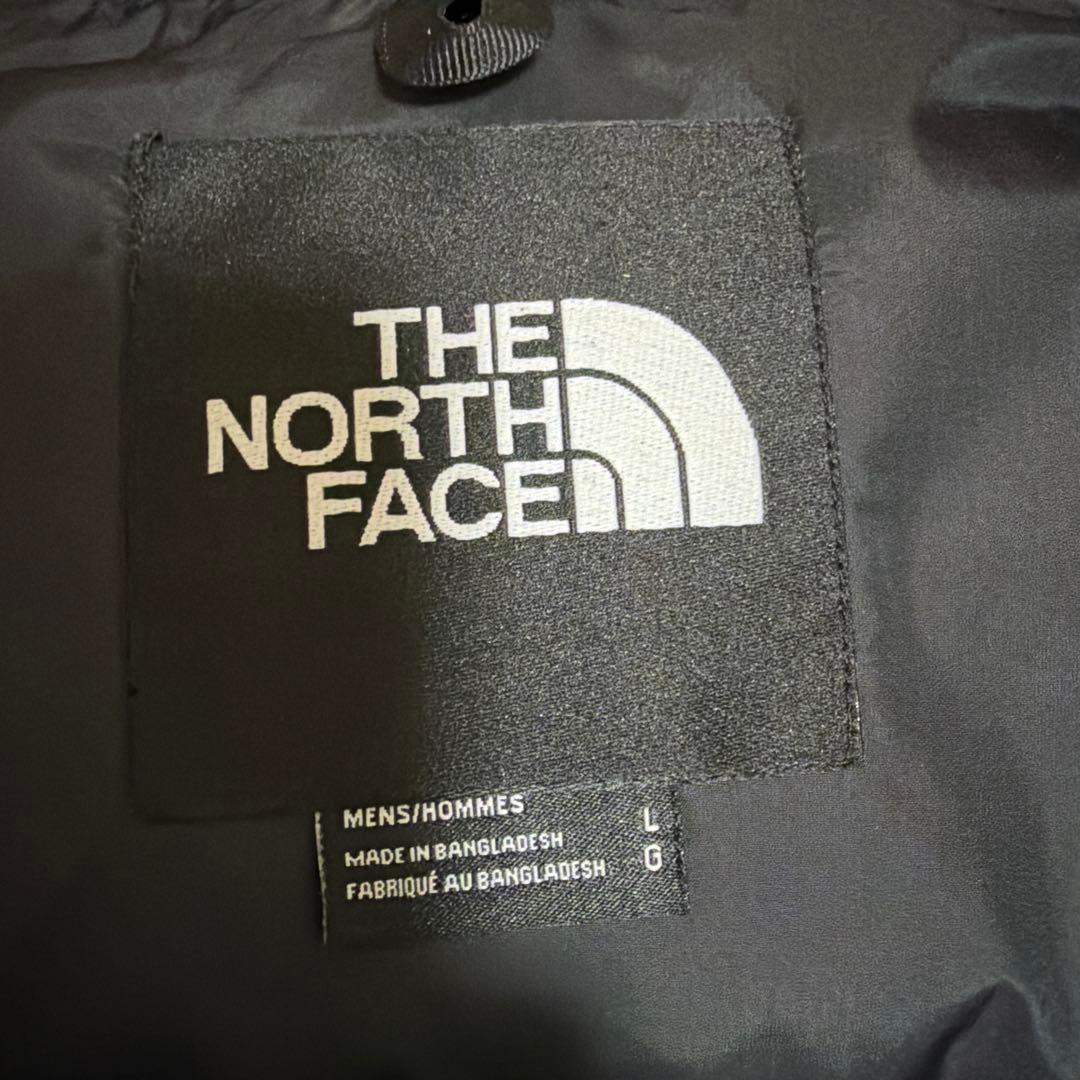 THE
NORTH
FACE
MENS/HOMMES L
MADE IN BANGLADESH G
FABRIQUÉ AU BANGLADESH